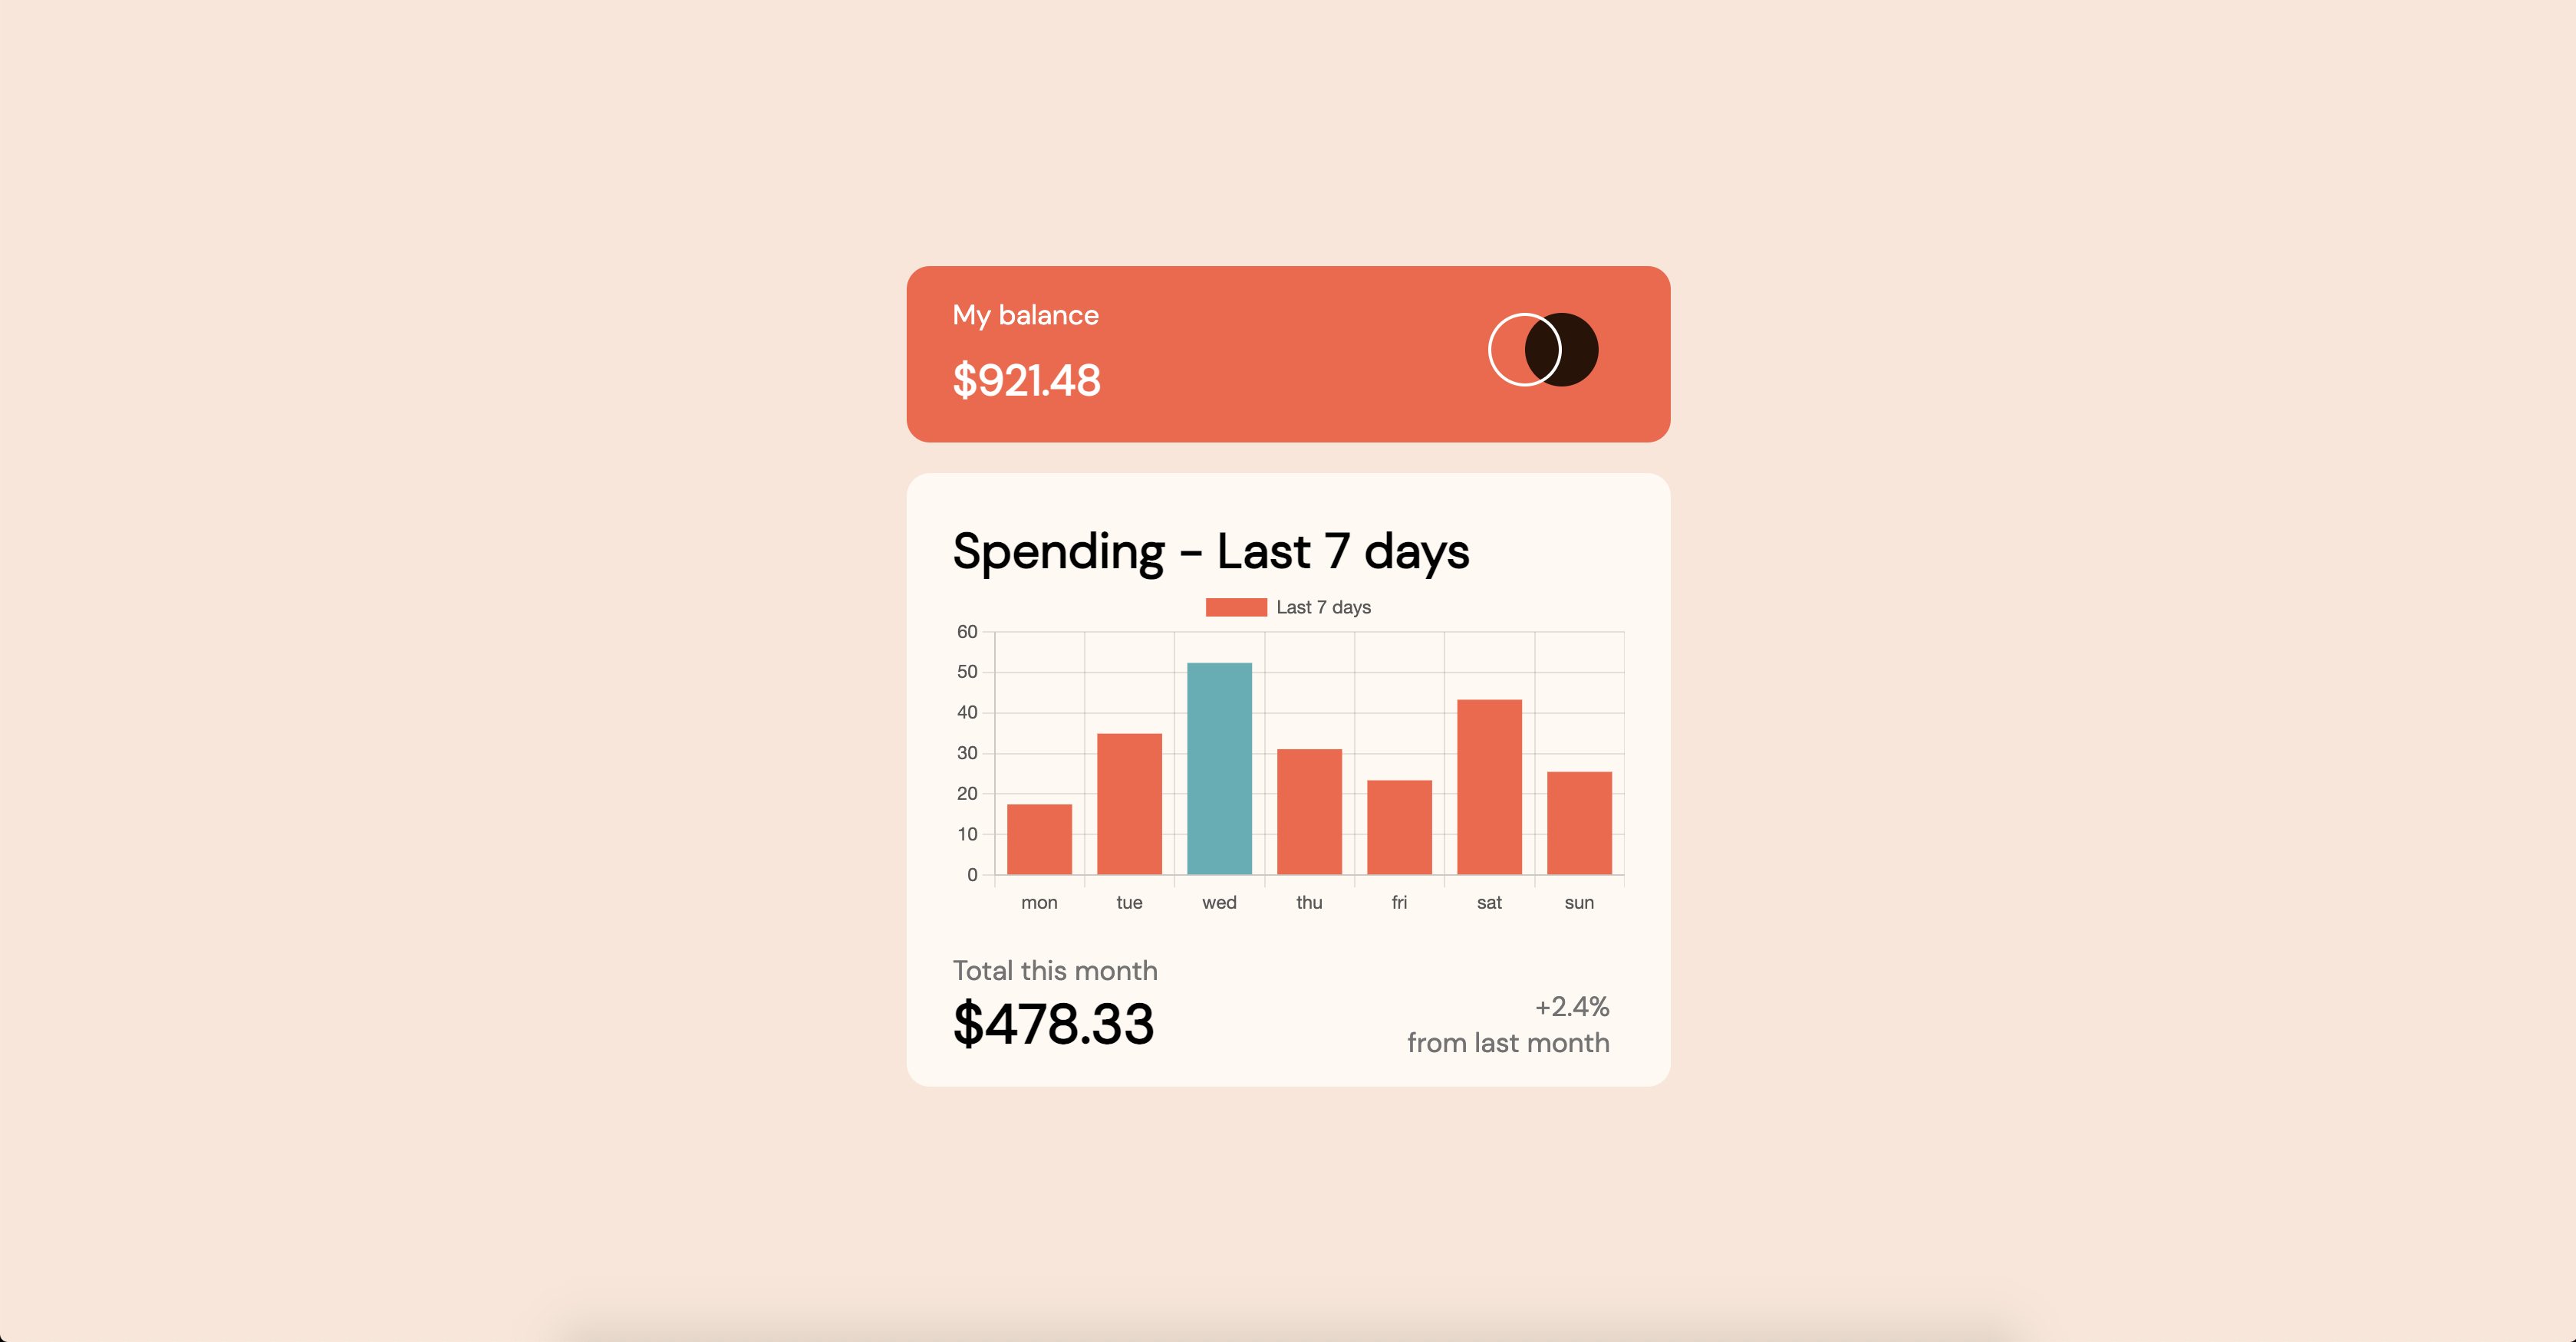 My balance
$921.48
Spending - Last 7 days
Last 7 days
60
50
40
30
20
10
0
mon tue wed thu fri sat sun
Total this month
$478.33
+2.4%
from last month